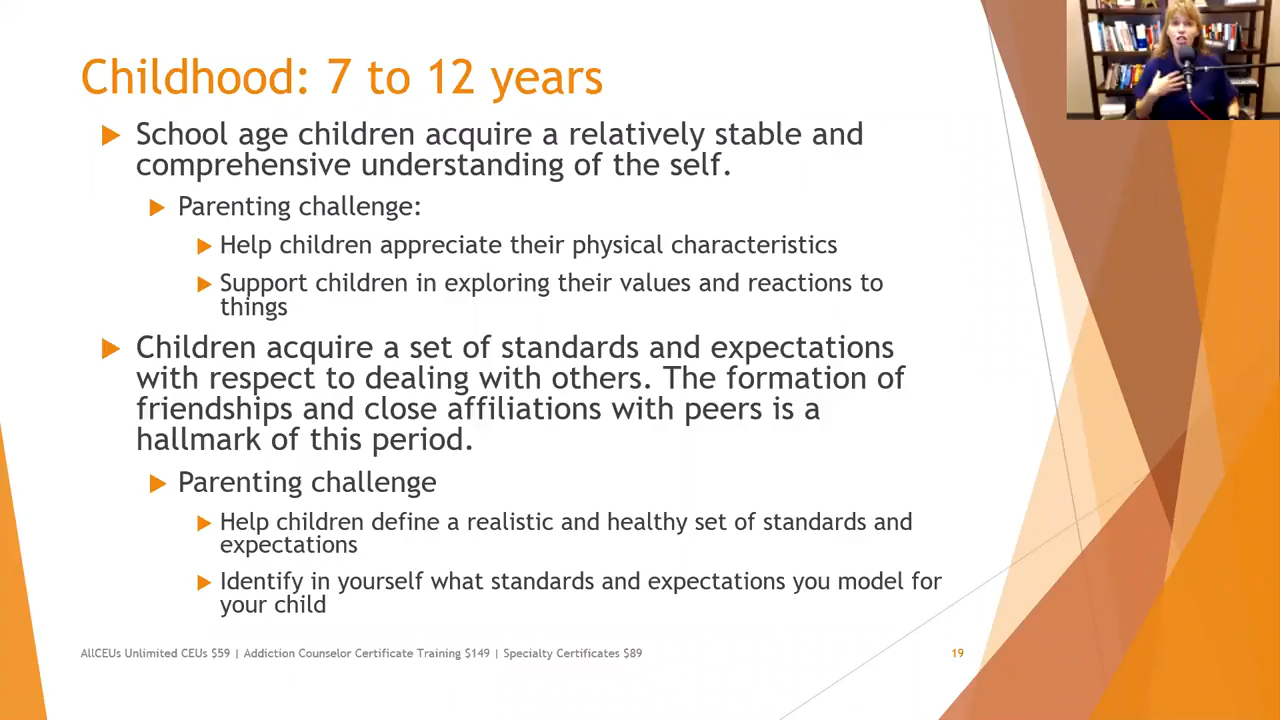 Childhood: 7 to 12 years
School age children acquire a relatively stable and
comprehensive understanding of the self.
Parenting challenge:
Help children appreciate their physical characteristics
Support children in exploring their values and reactions to
things
Children acquire a set of standards and expectations
with respect to dealing with others. The formation of
friendships and close affiliations with peers is a
hallmark of this period.
Parenting challenge
Help children define a realistic and healthy set of standards and
expectations
Identify in yourself what standards and expectations you model for
your child
AllCEUs Unlimited CEUs $59 | Addiction Counselor Certificate Training $149 | Specialty Certificates $89
19